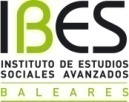 IBES
INSTITUTO DE ESTUDIOS
SOCIALES AVANZADOS
BALEARES